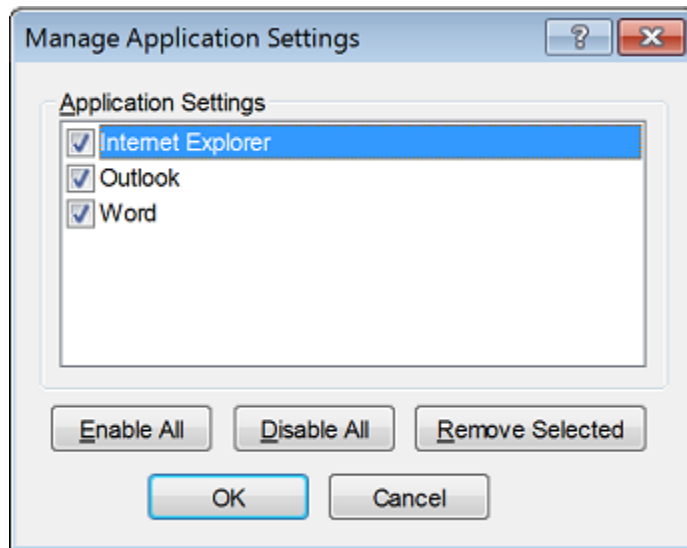 Manage Application Settings
Application Settings
Internet Explorer
Outlook
Word
Enable All Disable All Remove Selected
OK Cancel